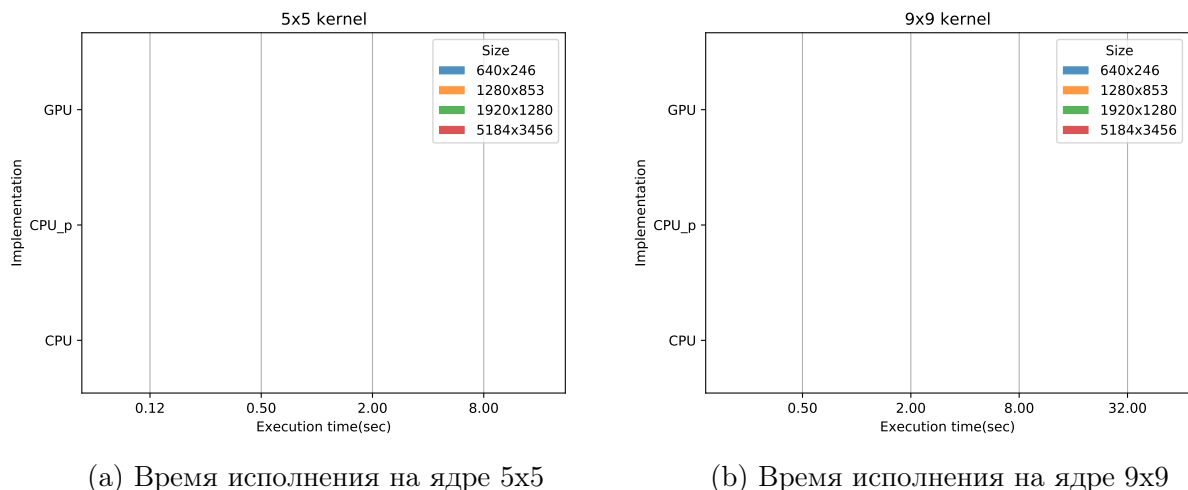 5x5 kernel
Size
640x246
1280x853
1920x1280
5184x3456
GPU
CPU_p
CPU
Implementation
0.12 0.50 2.00 8.00
Execution time(sec)
(a) Время исполнения на ядре 5x5
9x9 kernel
Size
640x246
1280x853
1920x1280
5184x3456
GPU
CPU_p
CPU
Implementation
0.50 2.00 8.00 32.00
Execution time(sec)
(b) Время исполнения на ядре 9x9